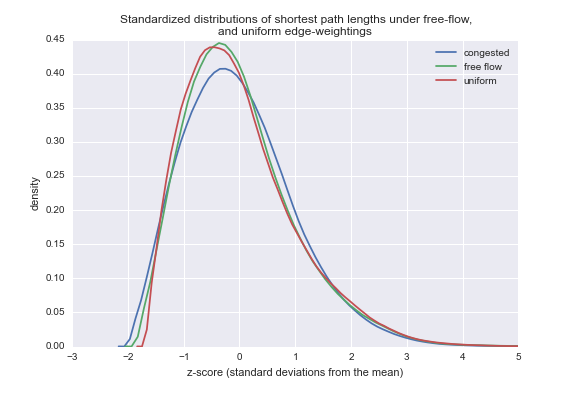 Standardized distributions of shortest path lengths under free-flow,
and uniform edge-weightings
0.45
0.40
0.35
0.30
0.25
0.20
0.15
0.10
0.05
0.00
density
congested
free flow
uniform
−3
−2
−1
0
1
2
3
4
5
z-score (standard deviations from the mean)